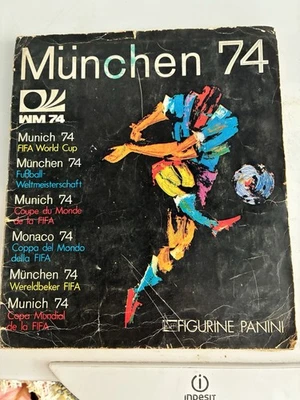 München 74
WM 74
Munich 74
FIFA World Cup
München 74
Fußball-
Weltmeisterschaft
Munich 74
Coupe du Monde
de la FIFA
Monaco 74
Coppa del Mondo
della FIFA
München 74
Wereldbeker FIFA
Munich 74
Copa Mundial
de la FIFA
FIGURINE PANINI
indesit